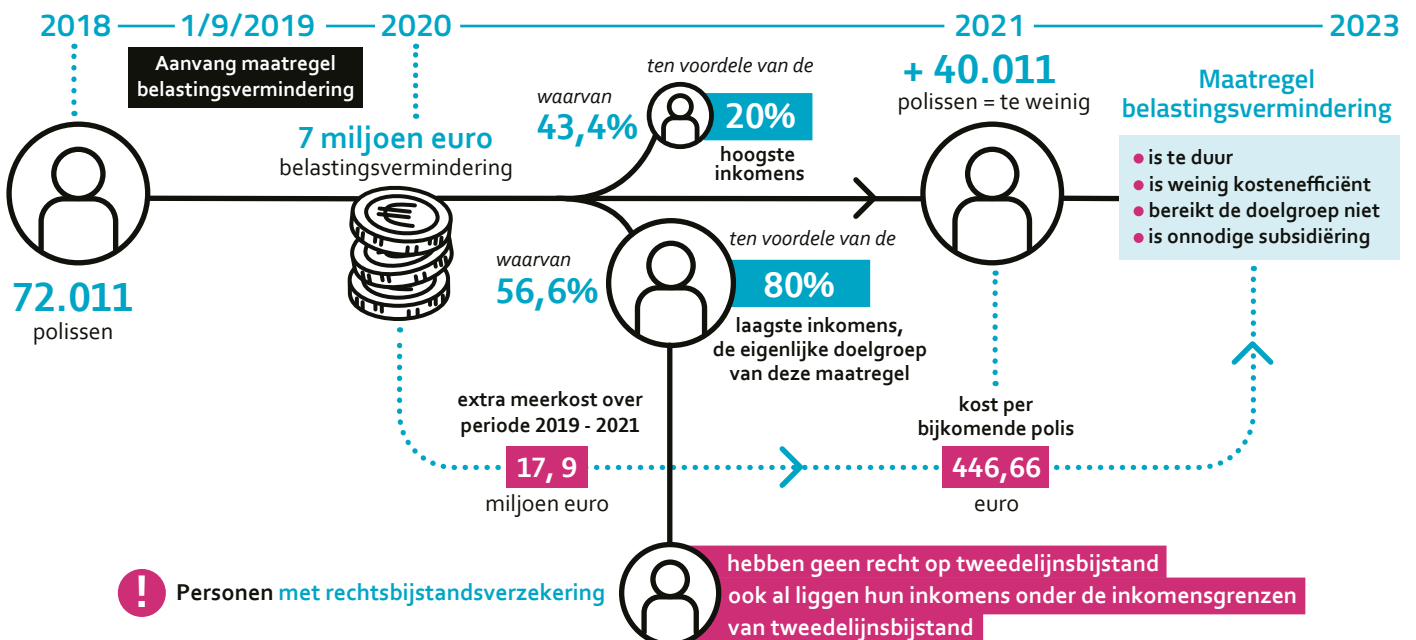 2018
1/9/2019
2020
2021
2023
Aanvang maatregel
belastingsvermindering
72.011
polissen
7 miljoen euro
belastingsvermindering
€
waarvan
43,4%
ten voordele van de
20%
hoogste
inkomens
waarvan
56,6%
ten voordele van de
80%
laagste inkomens,
de eigenlijke doelgroep
van deze maatregel
+ 40.011
polissen = te weinig
Maatregel
belastingsvermindering
• is te duur
• is weinig kostenefficiënt
• bereikt de doelgroep niet
• is onnodige subsidiëring
extra meerkost over
periode 2019 - 2021
17, 9
miljoen euro
kost per
bijkomende polis
446,66
euro
! Personen met rechtsbijstandsverzekering
hebben geen recht op tweedelijnsbijstand
ook al liggen hun inkomens onder de inkomensgrenzen
van tweedelijnsbijstand